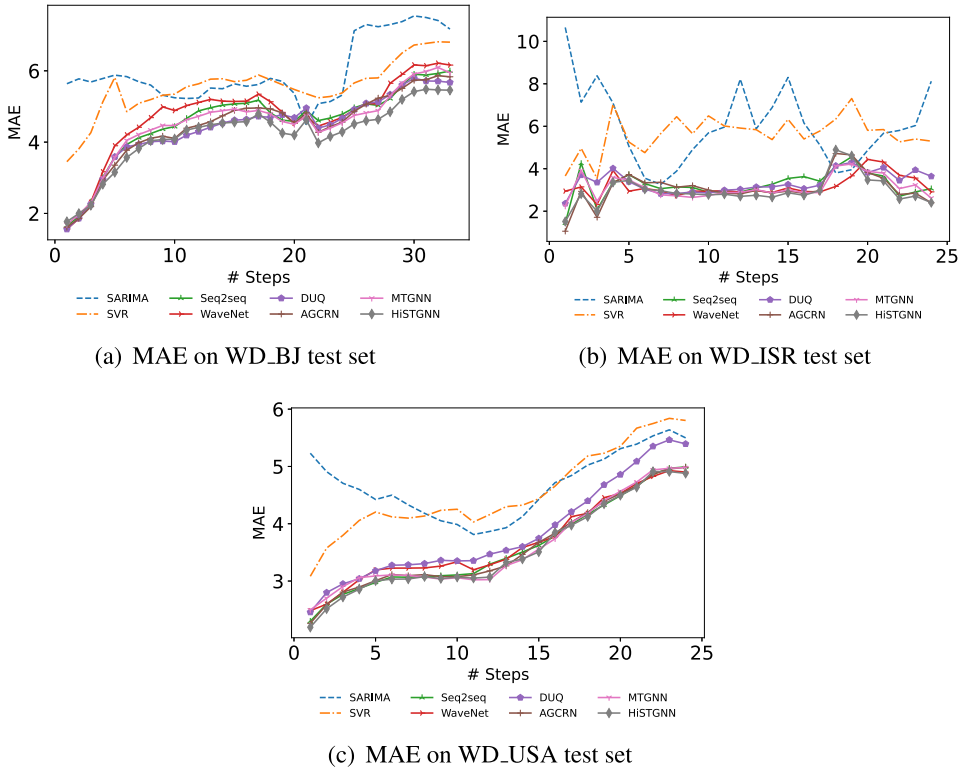 MAE
6
4
2
0
10
20
30
# Steps
SARIMA
Seq2seq
DUQ
MTGNN
SVR
WaveNet
AGCRN
HiSTGNN
(a) MAE on WD_BJ test set
MAE
10
8
6
4
2
0
5
10
15
20
25
# Steps
SARIMA
Seq2seq
DUQ
MTGNN
SVR
WaveNet
AGCRN
HiSTGNN
(b) MAE on WD_ISR test set
MAE
6
5
4
3
0
5
10
15
20
25
# Steps
SARIMA
Seq2seq
DUQ
MTGNN
SVR
WaveNet
AGCRN
HiSTGNN
(c) MAE on WD_USA test set